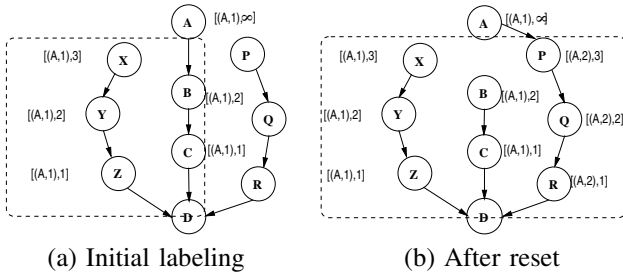 A [(A,1),∞]
[(A,1),3] X P
B [(A,1),2]
[(A,1),2] Y Q
C [(A,1),1]
[(A,1),1] Z R
D
(a) Initial labeling
A [(A,1),∞]
[(A,1),3] X P [(A,2),3]
B [(A,1),2]
[(A,1),2] Y Q [(A,2),2]
C [(A,1),1]
[(A,1),1] Z R [(A,2),1]
D
(b) After reset